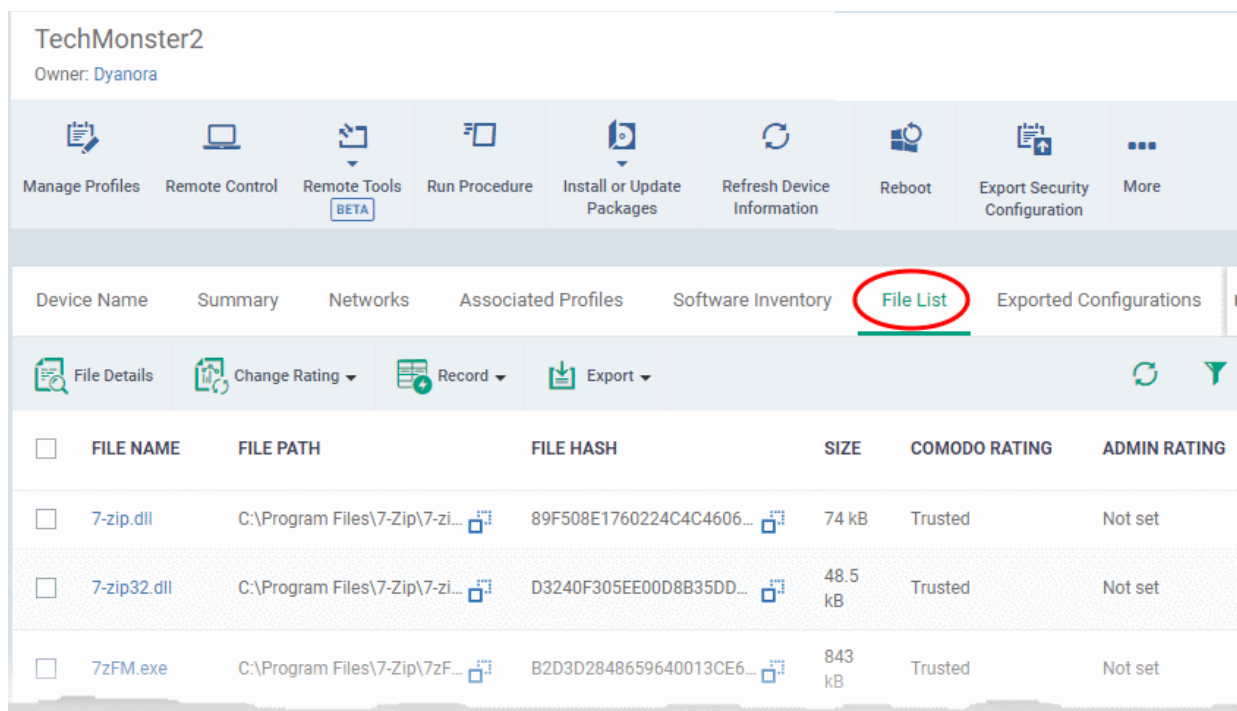 TechMonster2
Owner: Dyanora
Manage Profiles
Remote Control
Remote Tools
BETA
Run Procedure
Install or Update
Packages
Refresh Device
Information
Reboot
Export Security
Configuration
More
Device Name
Summary
Networks
Associated Profiles
Software Inventory
File List
Exported Configurations
File Details
Change Rating
Record
Export
FILE NAME FILE PATH FILE HASH SIZE COMODO RATING ADMIN RATING
7-zip.dll C:\Program Files\7-Zip\7-zi... 89F508E1760224C4C4606... 74 kB Trusted Not set
7-zip32.dll C:\Program Files\7-Zip\7-zi... D3240F305EE00D8B35DD... 48.5 kB Trusted Not set
7zFM.exe C:\Program Files\7-Zip\7zF... B2D3D2848659640013CE6... 843 kB Trusted Not set